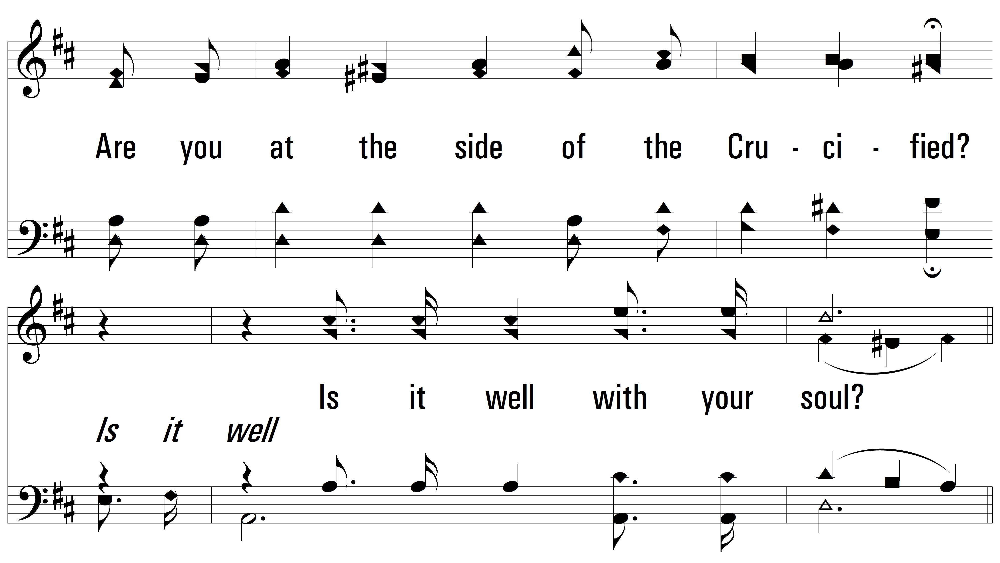 Are you at the side of the Cru - ci - fied?
Is it well with your soul?
Is it well